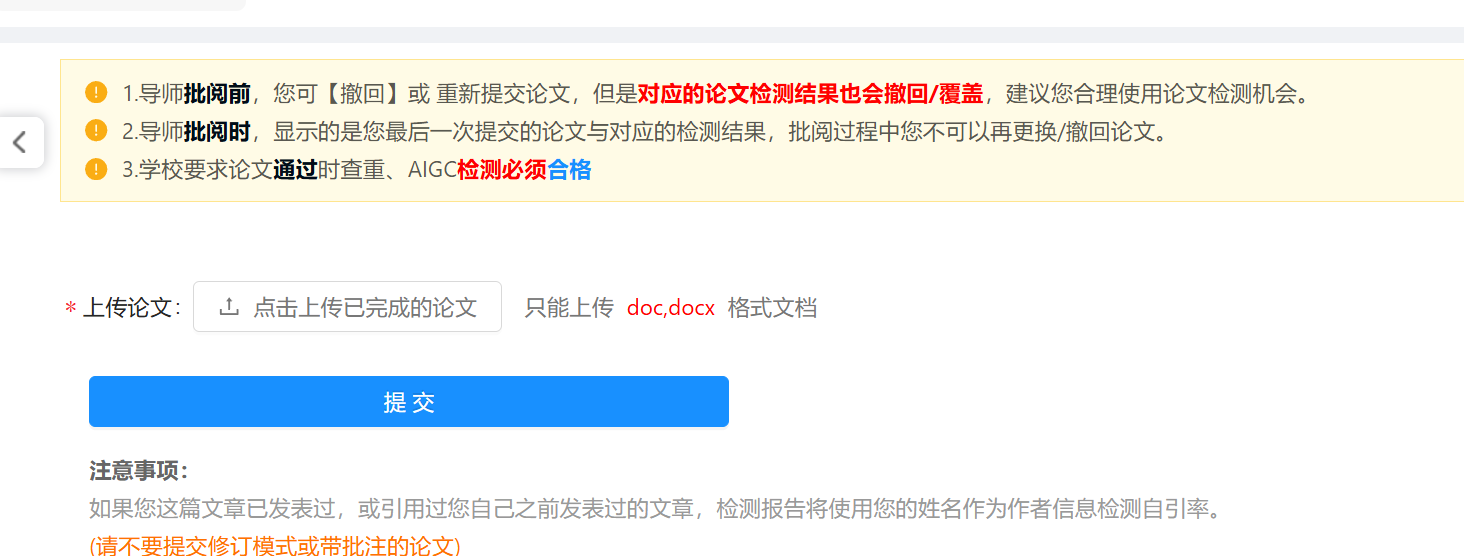 1.导师批阅前，您可【撤回】或 重新提交论文，但是对应的论文检测结果也会撤回/覆盖，建议您合理使用论文检测机会。
2.导师批阅时，显示的是您最后一次提交的论文与对应的检测结果，批阅过程中您不可以再更换/撤回论文。
3.学校要求论文通过时查重、AIGC检测必须合格
* 上传论文： 点击上传已完成的论文 只能上传 doc,docx 格式文档
提 交
注意事项：
如果您这篇文章已发表过，或引用过您自己之前发表过的文章，检测报告将使用您的姓名作为作者信息检测自引率。
(请不要提交修订模式或带批注的论文)